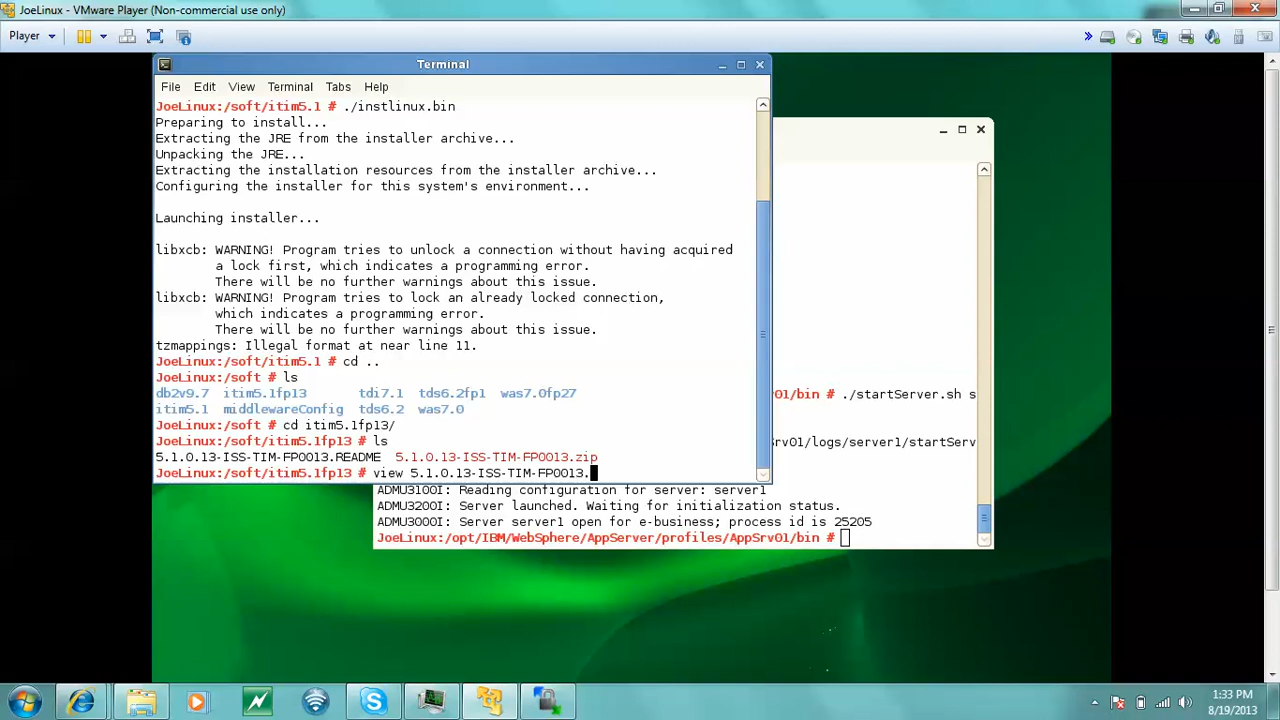 JoeLinux - VMware Player (Non-commercial use only)
Player
Terminal
File Edit View Terminal Tabs Help
JoeLinux:/soft/itim5.1 # ./instlinux.bin
Preparing to install...
Extracting the JRE from the installer archive...
Unpacking the JRE...
Extracting the installation resources from the installer archive...
Configuring the installer for this system's environment...
Launching installer...
libxcb: WARNING! Program tries to unlock a connection without having acquired
a lock first, which indicates a programming error.
There will be no further warnings about this issue.
libxcb: WARNING! Program tries to lock an already locked connection,
which indicates a programming error.
There will be no further warnings about this issue.
tzmappings: Illegal format at near line 11.
JoeLinux:/soft/itim5.1 # cd ..
JoeLinux:/soft # ls
db2v9.7 itim5.1fp13 tdi7.1 tds6.2fp1 was7.0fp27
itim5.1 middlewareConfig tds6.2 was7.0
JoeLinux:/soft # cd itim5.1fp13/
JoeLinux:/soft/itim5.1fp13 # ls
5.1.0.13-ISS-TIM-FP0013.README 5.1.0.13-ISS-TIM-FP0013.zip
JoeLinux:/soft/itim5.1fp13 # view 5.1.0.13-ISS-TIM-FP0013.
rv01/bin # ./startServer.sh s
Srv01/logs/server1/startServ
ADMU3100I: Reading configuration for server: server1
ADMU3200I: Server launched. Waiting for initialization status.
ADMU3000I: Server server1 open for e-business; process id is 25205
JoeLinux:/opt/IBM/WebSphere/AppServer/profiles/AppSrv01/bin #
1:33 PM
8/19/2013